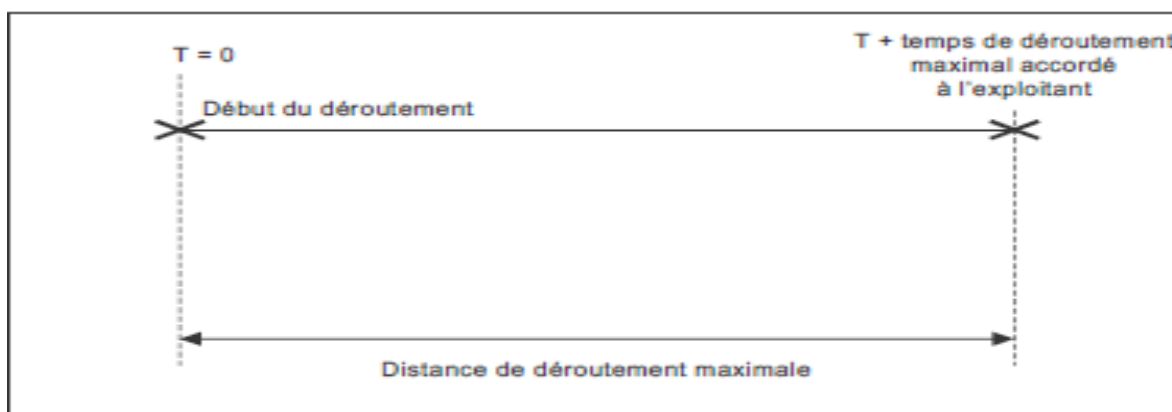 T = 0
T + temps de déroutement
maximal accordé
à l'exploitant
Début du déroutement
Distance de déroutement maximale